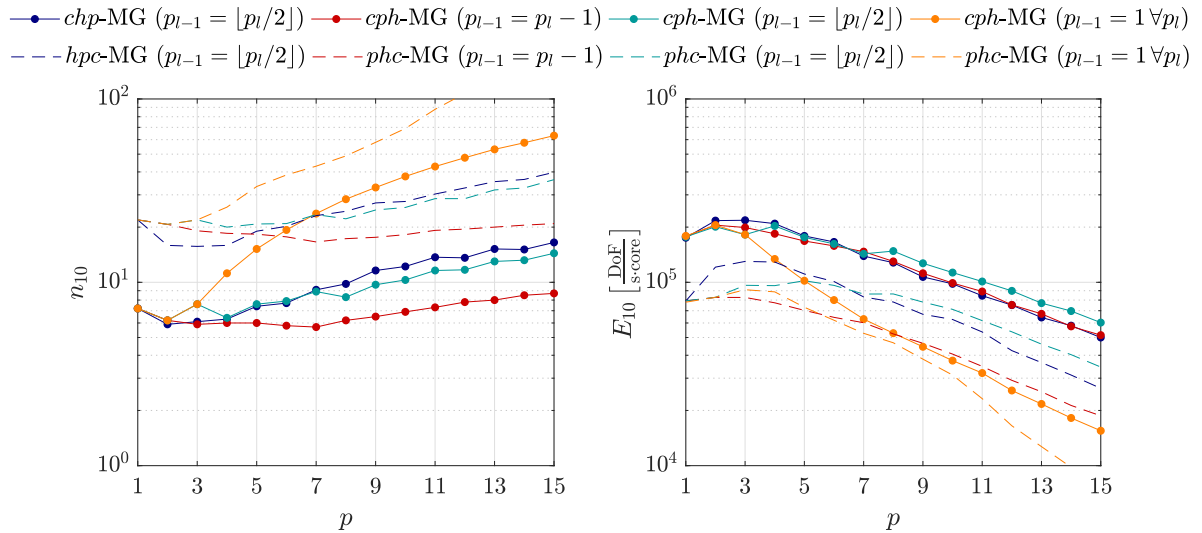 chp-MG (p_{l−1} = ⌊p_l/2⌋) cph-MG (p_{l−1} = p_l − 1) cph-MG (p_{l−1} = ⌊p_l/2⌋) cph-MG (p_{l−1} = 1 ∀p_l)
hpc-MG (p_{l−1} = ⌊p_l/2⌋) phc-MG (p_{l−1} = p_l − 1) phc-MG (p_{l−1} = ⌊p_l/2⌋) phc-MG (p_{l−1} = 1 ∀p_l)
10^2
10^1
10^0
n_{10}
1 3 5 7 9 11 13 15
p
10^6
10^5
10^4
E_{10} [DoF/s·core]
1 3 5 7 9 11 13 15
p